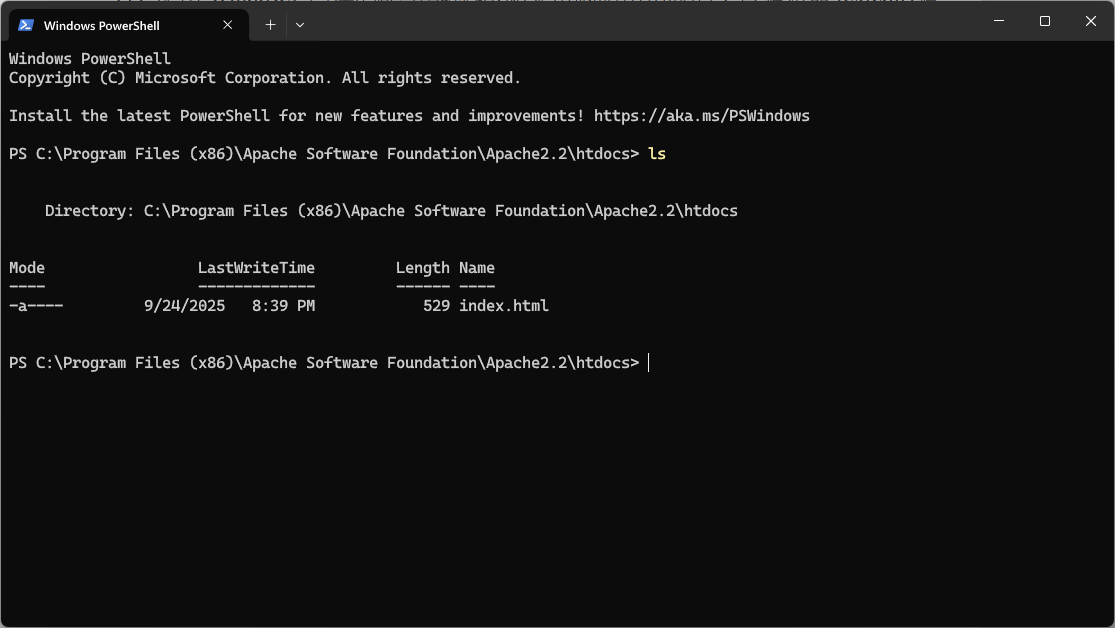 Windows PowerShell
Windows PowerShell
Copyright (C) Microsoft Corporation. All rights reserved.
Install the latest PowerShell for new features and improvements! https://aka.ms/PSWindows
PS C:\Program Files (x86)\Apache Software Foundation\Apache2.2\htdocs> ls
    Directory: C:\Program Files (x86)\Apache Software Foundation\Apache2.2\htdocs
Mode                 LastWriteTime         Length Name
----                 -------------         ------ ----
-a----         9/24/2025   8:39 PM            529 index.html
PS C:\Program Files (x86)\Apache Software Foundation\Apache2.2\htdocs>